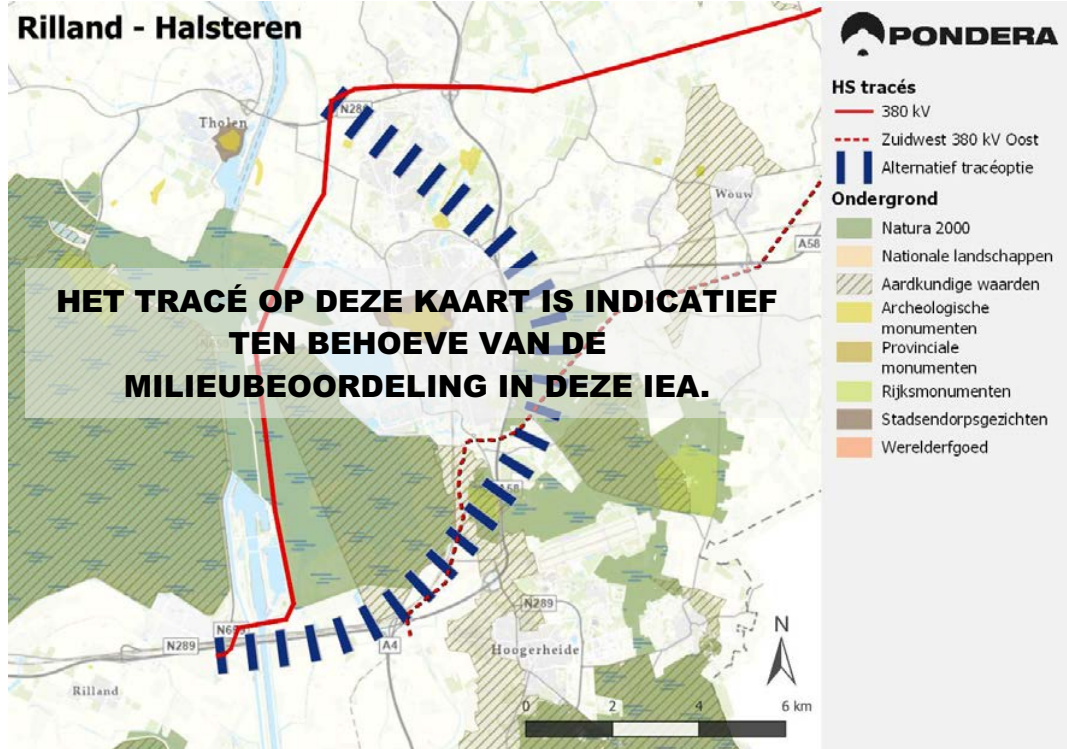 Rilland - Halsteren
PONDERA
HS tracés
380 kV
Zuidwest 380 kV Oost
Alternatief tracéoptie
Ondergrond
Natura 2000
Nationale landschappen
Aardkundige waarden
Archeologische
monumenten
Provinciale
monumenten
Rijksmonumenten
Stadsendorpsgezichten
Werelderfgoed
N289
Tholen
Wouw
A58
HET TRACÉ OP DEZE KAART IS INDICATIEF
TEN BEHOEVE VAN DE
MILIEUBEOORDELING IN DEZE IEA.
A58
N289
N289
A4
Hoogerheide
Rilland
N
0 2 4 6 km